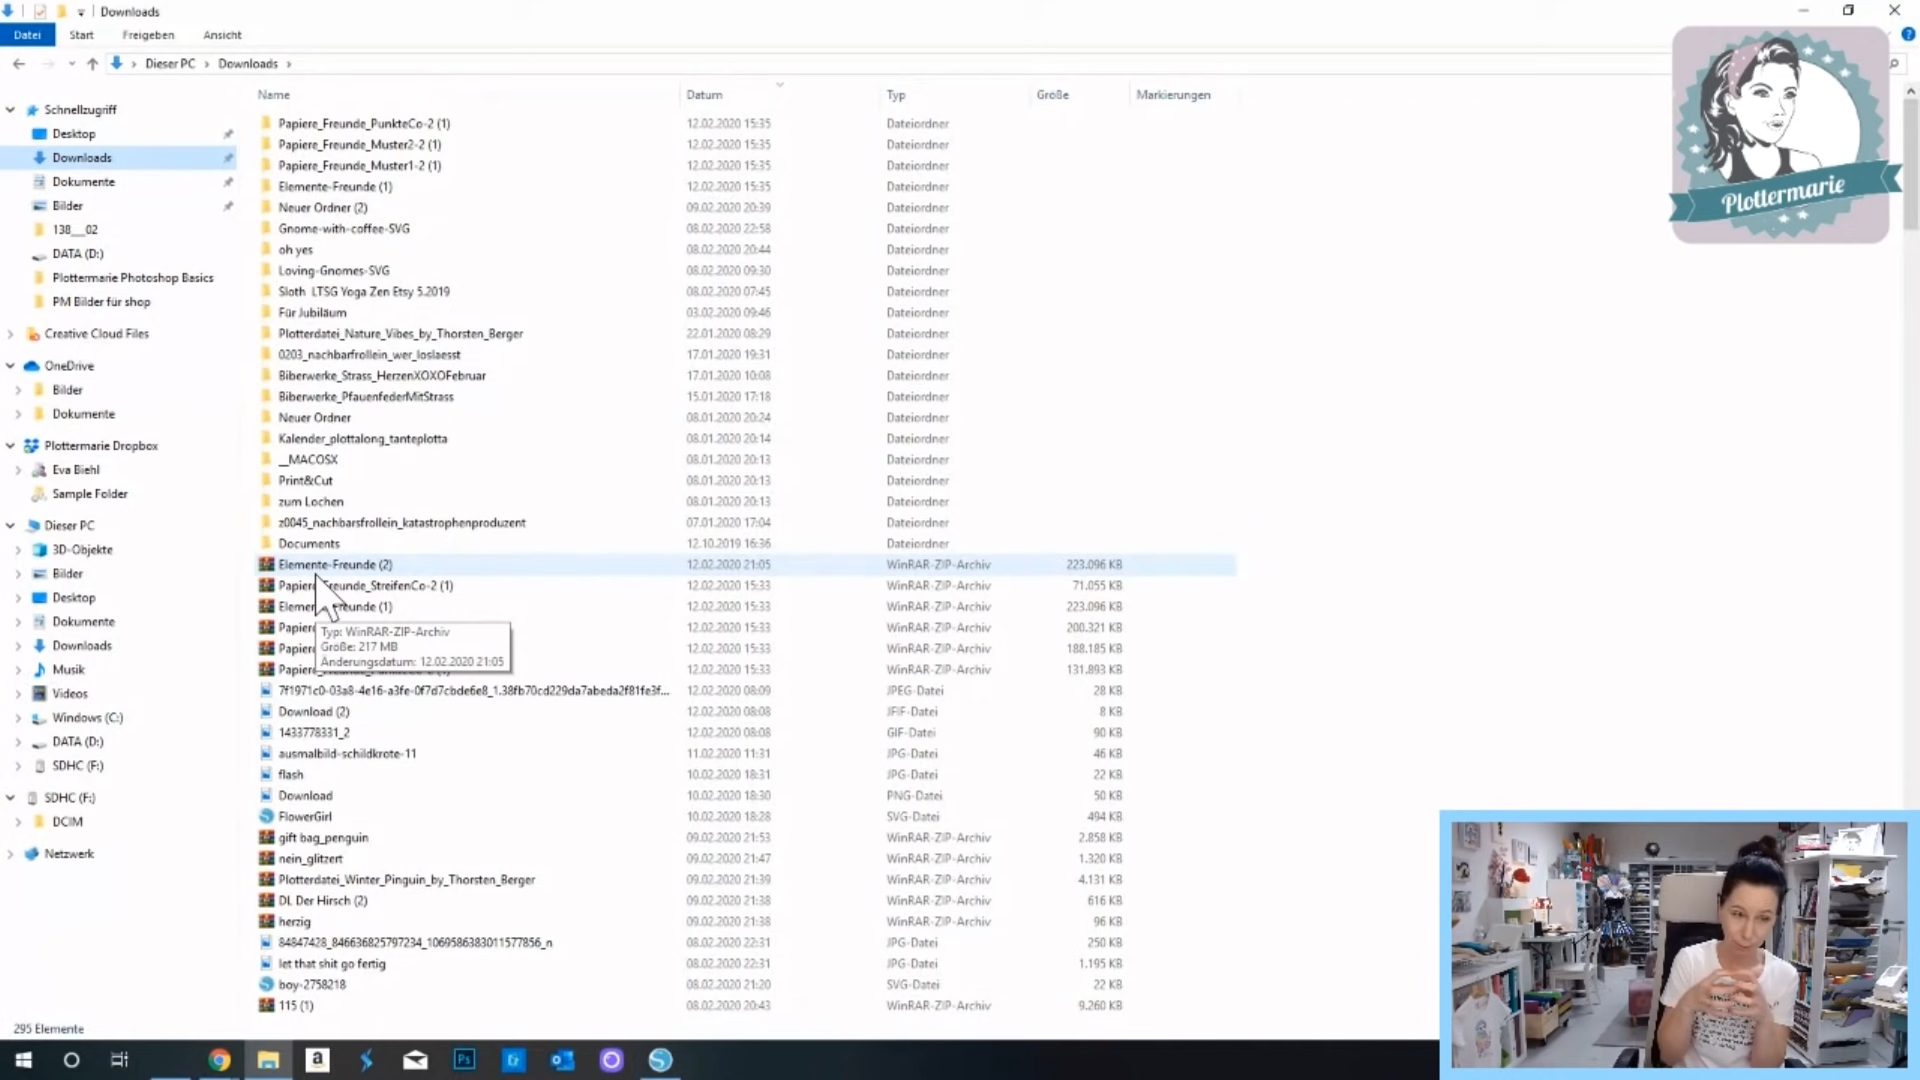 Downloads
Datei Start Freigeben Ansicht
Dieser PC Downloads
Name Datum Typ Größe Markierungen
Schnellzugriff
Desktop
Downloads
Dokumente
Bilder
138___02
DATA (D:)
Plottermarie Photoshop Basics
PM Bilder für shop
Creative Cloud Files
OneDrive
Bilder
Dokumente
Plottermarie Dropbox
Eva Biehl
Sample Folder
Dieser PC
3D-Objekte
Bilder
Desktop
Dokumente
Downloads
Musik
Videos
Windows (C:)
DATA (D:)
SDHC (F:)
SDHC (F:)
DCIM
Netzwerk
Papiere_Freunde_PunkteCo-2 (1) 12.02.2020 15:35 Dateiordner
Papiere_Freunde_Muster2-2 (1) 12.02.2020 15:35 Dateiordner
Papiere_Freunde_Muster1-2 (1) 12.02.2020 15:35 Dateiordner
Elemente-Freunde (1) 12.02.2020 15:35 Dateiordner
Neuer Ordner (2) 09.02.2020 20:39 Dateiordner
Gnome-with-coffee-SVG 08.02.2020 22:58 Dateiordner
oh yes 08.02.2020 20:44 Dateiordner
Loving-Gnomes-SVG 08.02.2020 09:30 Dateiordner
Sloth LTSG Yoga Zen Etsy 5.2019 08.02.2020 07:45 Dateiordner
Für Jubiläum 03.02.2020 09:46 Dateiordner
Plotterdatei_Nature_Vibes_by_Thorsten_Berger 22.01.2020 08:29 Dateiordner
0203_nachbarfrollein_wer_loslaesst 17.01.2020 19:31 Dateiordner
Biberwerke_Strass_HerzenXOXOFebruar 17.01.2020 10:08 Dateiordner
Biberwerke_PfauenfederMitStrass 15.01.2020 17:18 Dateiordner
Neuer Ordner 08.01.2020 20:24 Dateiordner
Kalender_plottalong_tanteplotta 08.01.2020 20:14 Dateiordner
__MACOSX 08.01.2020 20:13 Dateiordner
Print&Cut 08.01.2020 20:13 Dateiordner
zum Lochen 08.01.2020 20:13 Dateiordner
z0045_nachbarsfrollein_katastrophenproduzent 07.01.2020 17:04 Dateiordner
Documents 12.10.2019 16:36 Dateiordner
Elemente-Freunde (2) 12.02.2020 21:05 WinRAR-ZIP-Archiv 223.096 KB
Papiere_Freunde_StreifenCo-2 (1) 12.02.2020 15:33 WinRAR-ZIP-Archiv 71.055 KB
Elemente-Freunde (1) 12.02.2020 15:33 WinRAR-ZIP-Archiv 223.096 KB
Papier 12.02.2020 15:33 WinRAR-ZIP-Archiv 200.321 KB
Papier 12.02.2020 15:33 WinRAR-ZIP-Archiv 188.185 KB
Papier 12.02.2020 15:33 WinRAR-ZIP-Archiv 131.893 KB
Typ: WinRAR-ZIP-Archiv
Größe: 217 MB
Änderungsdatum: 12.02.2020 21:05
7f1971c0-03a8-4e16-a3fe-0f7d7cbde6e8_1.38fb70cd229da7abeda2f81fe3f... 12.02.2020 08:09 JPEG-Datei 28 KB
Download (2) 12.02.2020 08:08 JFIF-Datei 8 KB
1433778331_2 12.02.2020 08:08 GIF-Datei 90 KB
ausmalbild-schildkrote-11 11.02.2020 11:31 JPG-Datei 46 KB
flash 10.02.2020 18:31 JPG-Datei 22 KB
Download 10.02.2020 18:30 PNG-Datei 50 KB
FlowerGirl 10.02.2020 18:28 SVG-Datei 494 KB
gift bag_penguin 09.02.2020 21:53 WinRAR-ZIP-Archiv 2.858 KB
nein_glitzert 09.02.2020 21:47 WinRAR-ZIP-Archiv 1.320 KB
Plotterdatei_Winter_Pinguin_by_Thorsten_Berger 09.02.2020 21:39 WinRAR-ZIP-Archiv 4.131 KB
DL Der Hirsch (2) 09.02.2020 21:38 WinRAR-ZIP-Archiv 616 KB
herzig 09.02.2020 21:38 WinRAR-ZIP-Archiv 96 KB
84847428_846636825797234_1069586383011577856_n 08.02.2020 22:31 JPG-Datei 250 KB
let that shit go fertig 08.02.2020 22:31 JPG-Datei 1.195 KB
boy-2758218 08.02.2020 21:20 SVG-Datei 22 KB
115 (1) 08.02.2020 20:43 WinRAR-ZIP-Archiv 9.260 KB
295 Elemente
Plottermarie